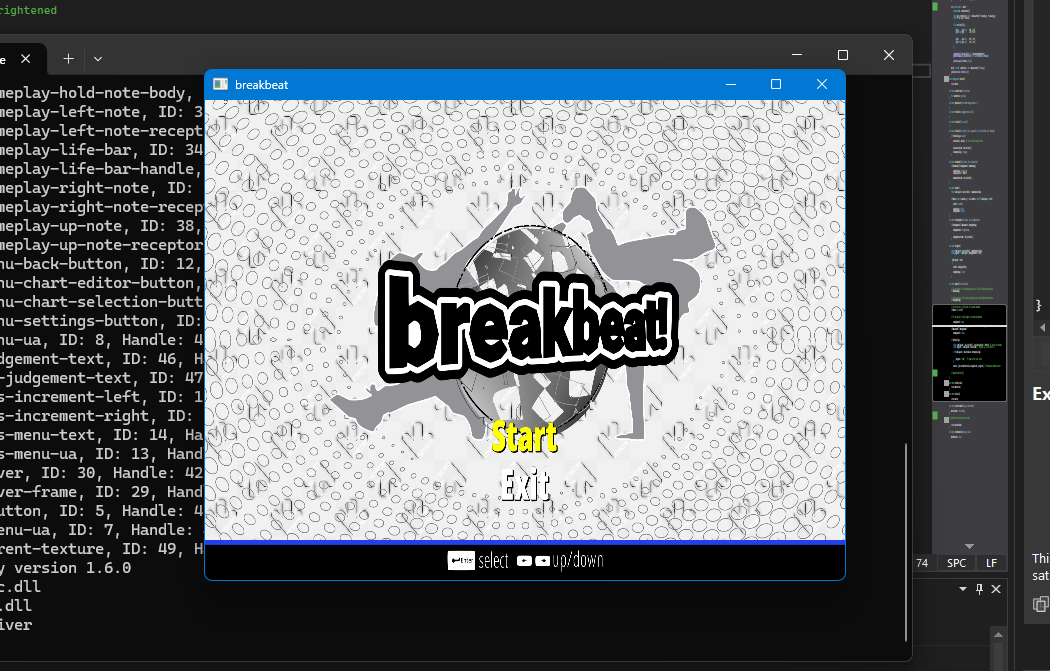 rightened
e
meplay-hold-note-body,
meplay-left-note, ID: 3
meplay-left-note-recept
meplay-life-bar, ID: 34
meplay-life-bar-handle,
meplay-right-note, ID:
meplay-right-note-recep
meplay-up-note, ID: 38,
meplay-up-note-receptor
nu-back-button, ID: 12,
nu-chart-editor-button,
nu-chart-selection-butt
nu-settings-button, ID:
nu-ua, ID: 8, Handle: 4
dgement-text, ID: 46, H
-judgement-text, ID: 47
s-increment-left, ID: 1
s-increment-right, ID:
s-menu-text, ID: 14, Ha
s-menu-ua, ID: 13, Hand
ver, ID: 30, Handle: 42
ver-frame, ID: 29, Hand
utton, ID: 5, Handle: 4
enu-ua, ID: 7, Handle:
rent-texture, ID: 49, H
y version 1.6.0
c.dll
.dll
iver
breakbeat
breakbeat!
Start
Exit
Enter select up/down
}
Ex
74 SPC LF
Thi
sat